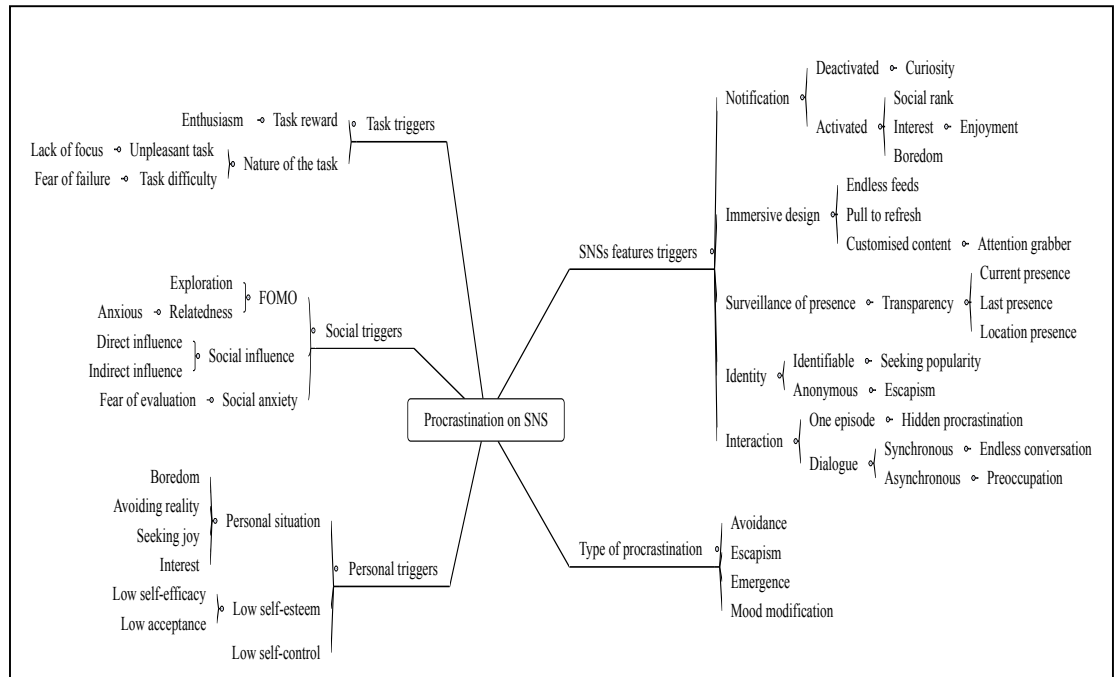 Procrastination on SNS
Task triggers
Task reward
Enthusiasm
Nature of the task
Unpleasant task
Lack of focus
Task difficulty
Fear of failure
Social triggers
FOMO
Exploration
Relatedness
Anxious
Social influence
Direct influence
Indirect influence
Social anxiety
Fear of evaluation
Personal triggers
Personal situation
Boredom
Avoiding reality
Seeking joy
Interest
Low self-esteem
Low self-efficacy
Low acceptance
Low self-control
SNSs features triggers
Notification
Deactivated
Curiosity
Activated
Social rank
Interest
Enjoyment
Boredom
Immersive design
Endless feeds
Pull to refresh
Customised content
Attention grabber
Surveillance of presence
Transparency
Current presence
Last presence
Location presence
Identity
Identifiable
Seeking popularity
Anonymous
Escapism
Interaction
One episode
Hidden procrastination
Dialogue
Synchronous
Endless conversation
Asynchronous
Preoccupation
Type of procrastination
Avoidance
Escapism
Emergence
Mood modification